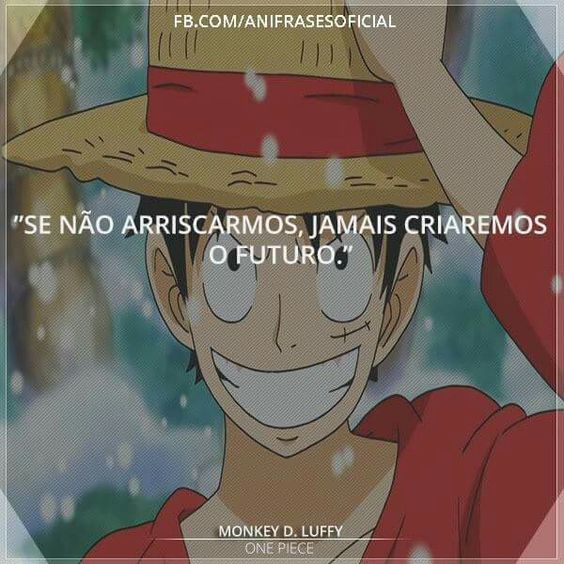 FB.COM/ANIFRASESOFICIAL
"SE NÃO ARRISCARMOS, JAMAIS CRIAREMOS
O FUTURO."
MONKEY D. LUFFY
ONE PIECE